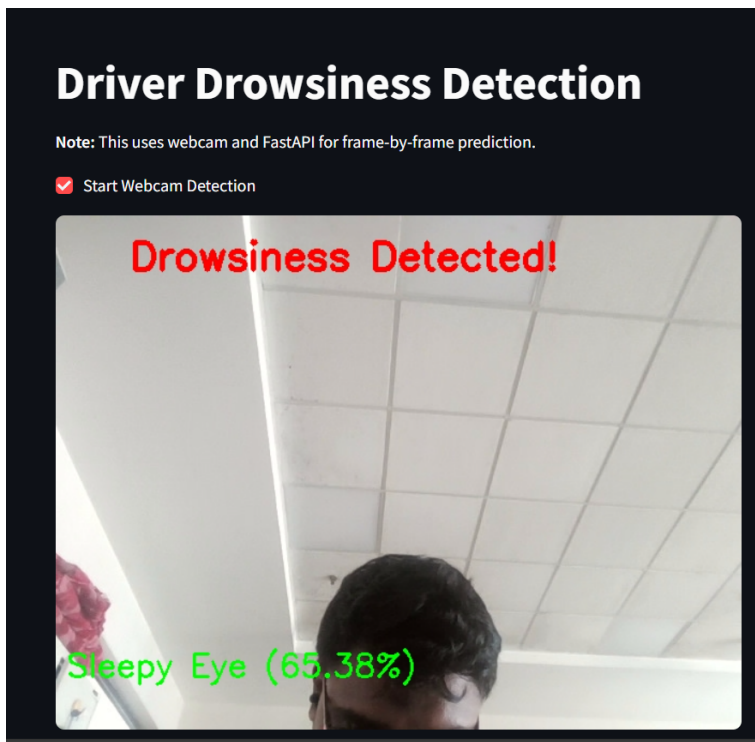 Driver Drowsiness Detection
Note: This uses webcam and FastAPI for frame-by-frame prediction.
Start Webcam Detection
Drowsiness Detected!
Sleepy Eye (65.38%)